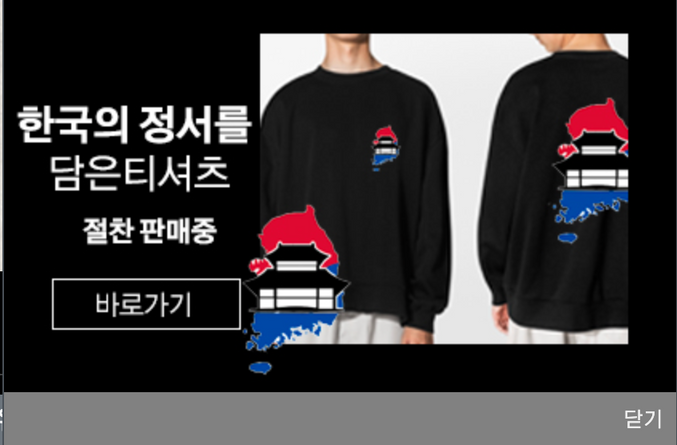 한국의 정서를
담은티셔츠
절찬 판매중
바로가기
닫기